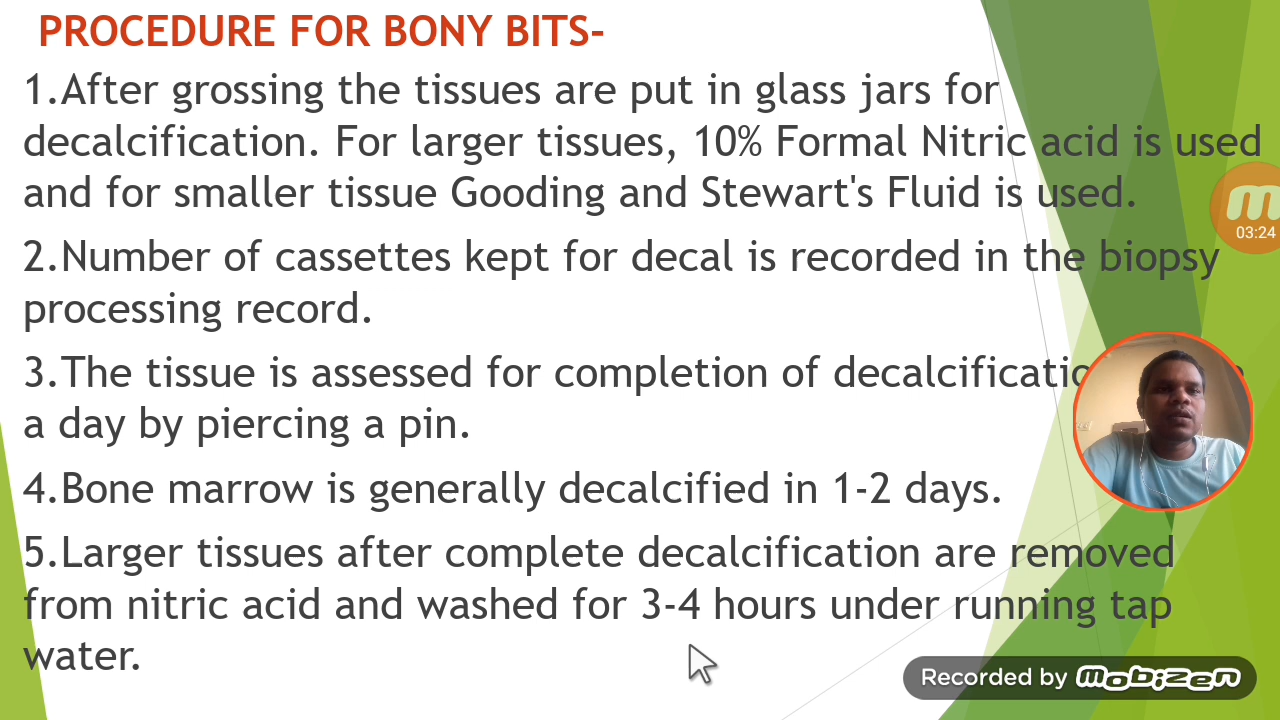 PROCEDURE FOR BONY BITS-
1.After grossing the tissues are put in glass jars for
decalcification. For larger tissues, 10% Formal Nitric acid is used
and for smaller tissue Gooding and Stewart's Fluid is used.
03:24
2.Number of cassettes kept for decal is recorded in the biopsy
processing record.
3.The tissue is assessed for completion of
a day by piercing a pin.
4.Bone marrow is generally decalcified in 1-2 days.
5.Larger tissues after complete decalcification are removed
from nitric acid and washed for 3-4 hours under running tap
water.
Recorded by mobizen